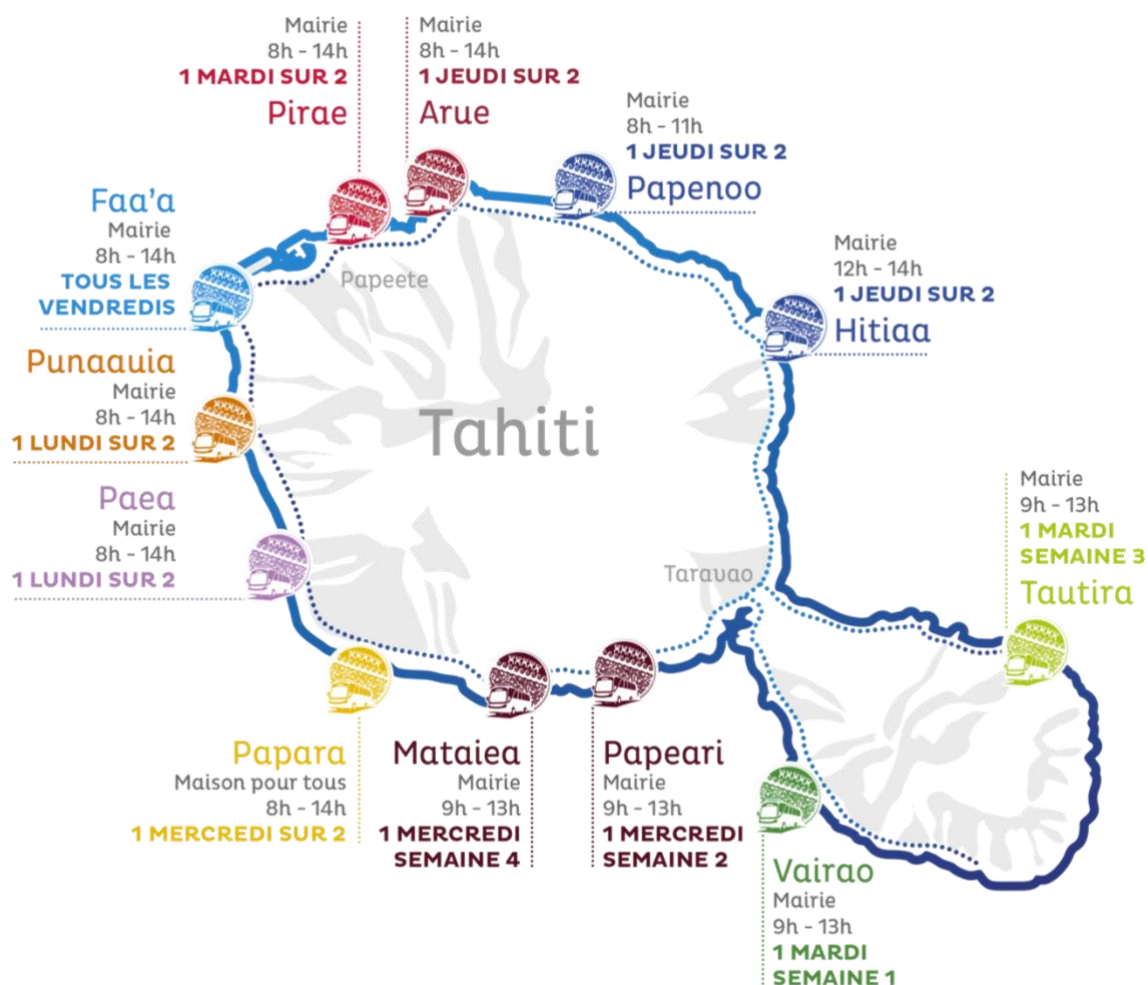 Mairie
8h - 14h
1 MARDI SUR 2
Pirae
Mairie
8h - 14h
1 JEUDI SUR 2
Arue
Mairie
8h - 11h
1 JEUDI SUR 2
Papenoo
Faa'a
Mairie
8h - 14h
TOUS LES
VENDREDIS
Papeete
Mairie
12h - 14h
1 JEUDI SUR 2
Hitiaa
Punaauia
Mairie
8h - 14h
1 LUNDI SUR 2
Tahiti
Paea
Mairie
8h - 14h
1 LUNDI SUR 2
Mairie
9h - 13h
1 MARDI
SEMAINE 3
Tautira
Taravao
Papara
Maison pour tous
8h - 14h
1 MERCREDI SUR 2
Mataiea
Mairie
9h - 13h
1 MERCREDI
SEMAINE 4
Papeari
Mairie
9h - 13h
1 MERCREDI
SEMAINE 2
Vairao
Mairie
9h - 13h
1 MARDI
SEMAINE 1